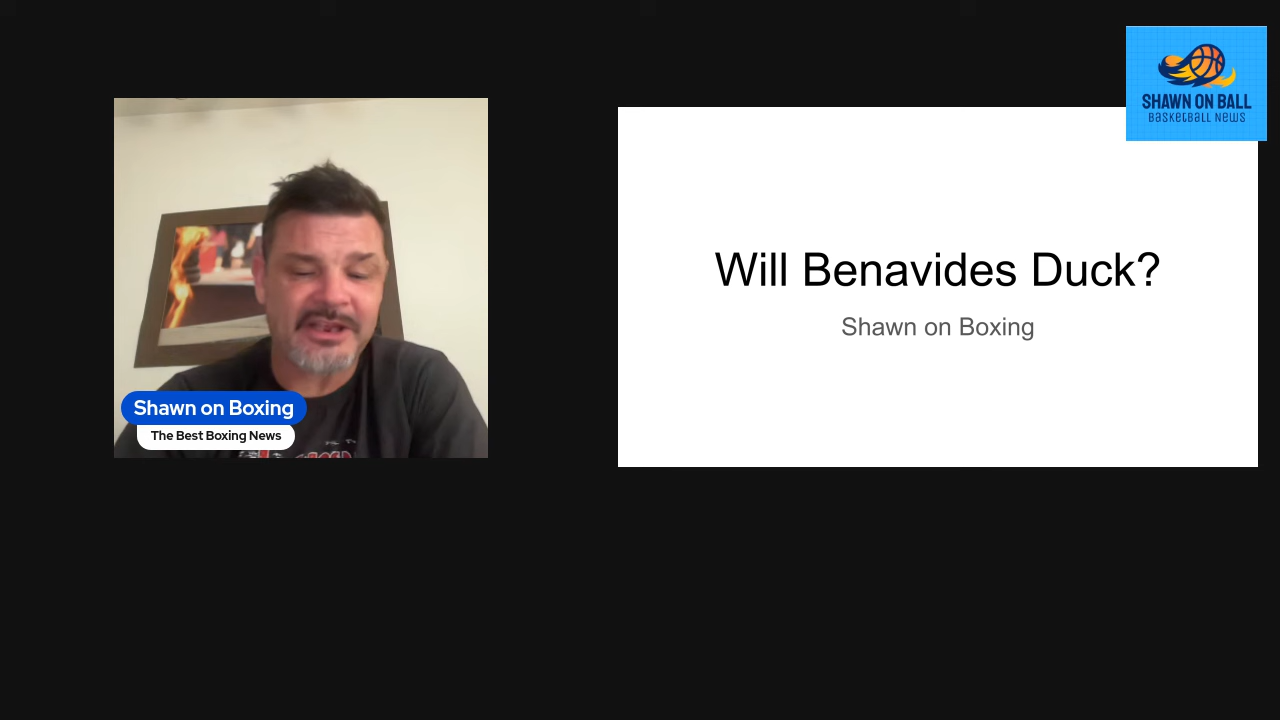 SHAWN ON BALL
BASKETBALL NEWS
Will Benavides Duck?
Shawn on Boxing
Shawn on Boxing
The Best Boxing News